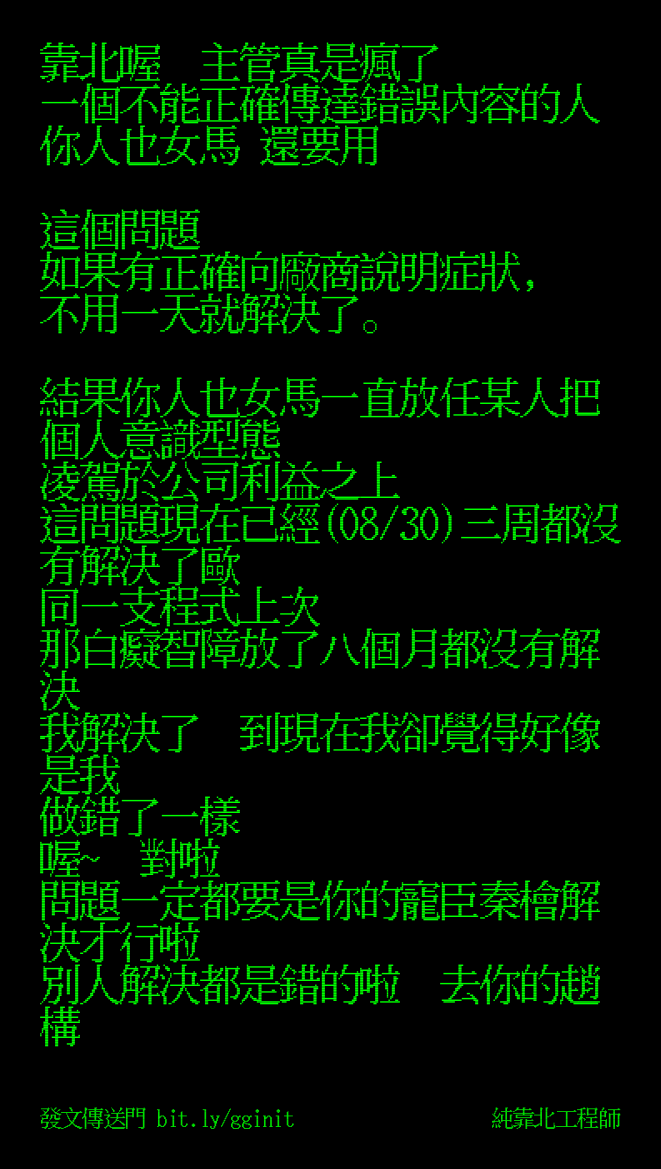 靠北喔　主管真是瘋了
一個不能正確傳達錯誤內容的人
你人也女馬 還要用
這個問題
如果有正確向廠商說明症狀，
不用一天就解決了。
結果你人也女馬一直放任某人把
個人意識型態
凌駕於公司利益之上
這問題現在已經(08/30)三周都沒
有解決了歐
同一支程式上次
那白癡智障放了八個月都沒有解
決
我解決了　到現在我卻覺得好像
是我
做錯了一樣
喔~　對啦
問題一定都要是你的寵臣秦檜解
決才行啦
別人解決都是錯的啦　去你的趙
構
發文傳送門 bit.ly/gginit
純靠北工程師